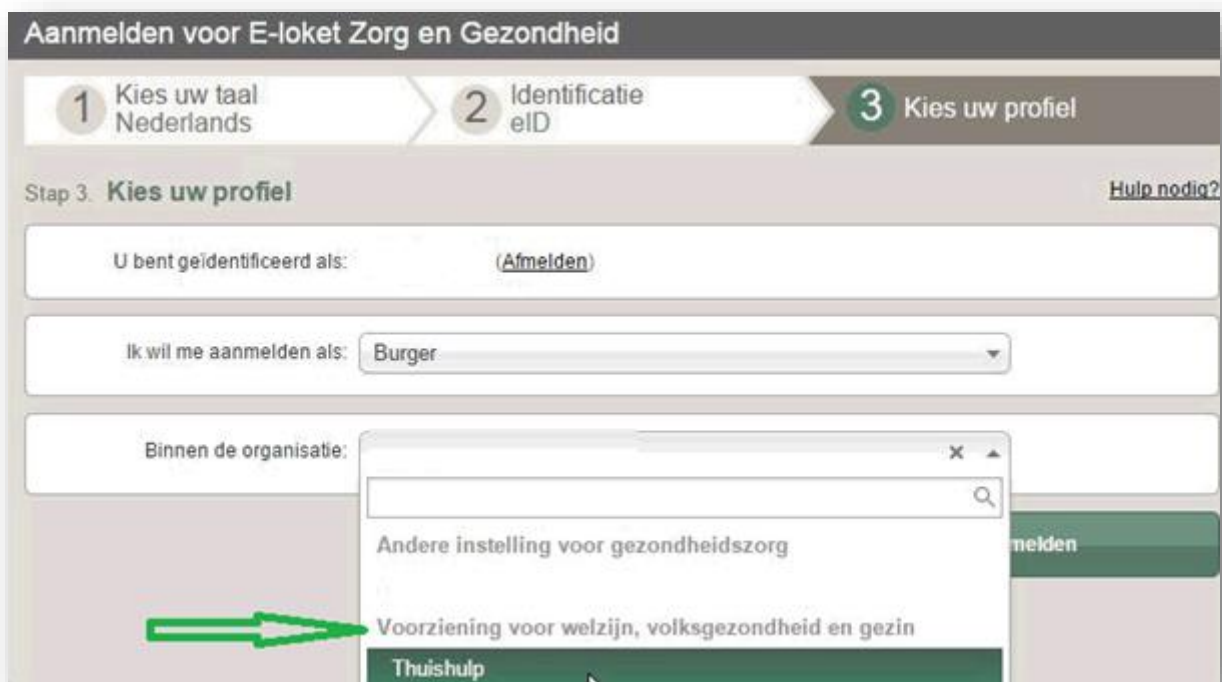 Aanmelden voor E-loket Zorg en Gezondheid
1 Kies uw taal
Nederlands
2 Identificatie
eID
3 Kies uw profiel
Stap 3. Kies uw profiel
Hulp nodig?
U bent geïdentificeerd als: (Afmelden)
Ik wil me aanmelden als: Burger
Binnen de organisatie:
Andere instelling voor gezondheidszorg
melden
Voorziening voor welzijn, volksgezondheid en gezin
Thuishulp